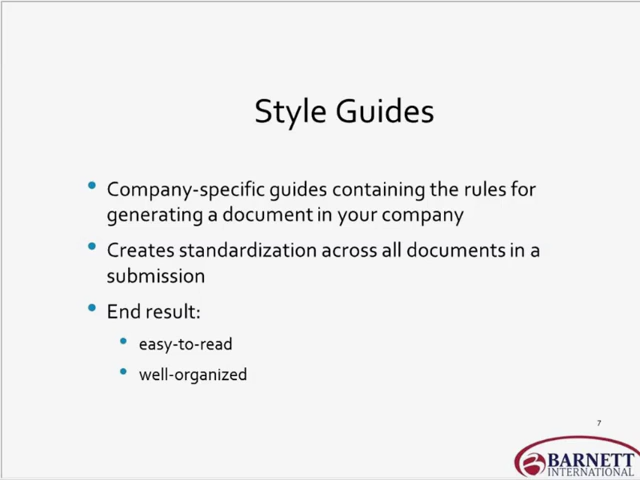 Style Guides
Company-specific guides containing the rules for
generating a document in your company
Creates standardization across all documents in a
submission
End result:
easy-to-read
well-organized
7
BARNETT
INTERNATIONAL